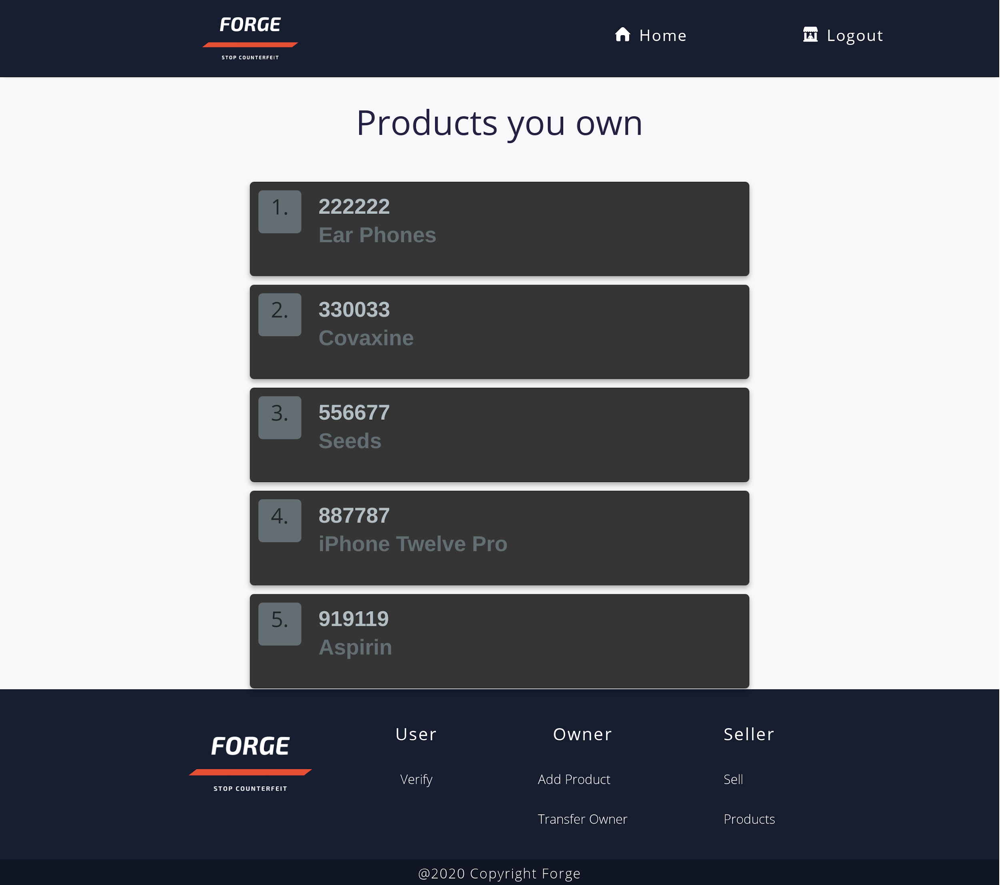 FORGE
STOP COUNTERFEIT
Home
Logout
Products you own
1.
222222
Ear Phones
2.
330033
Covaxine
3.
556677
Seeds
4.
887787
iPhone Twelve Pro
5.
919119
Aspirin
FORGE
STOP COUNTERFEIT
User
Verify
Owner
Add Product
Transfer Owner
Seller
Sell
Products
@2020 Copyright Forge